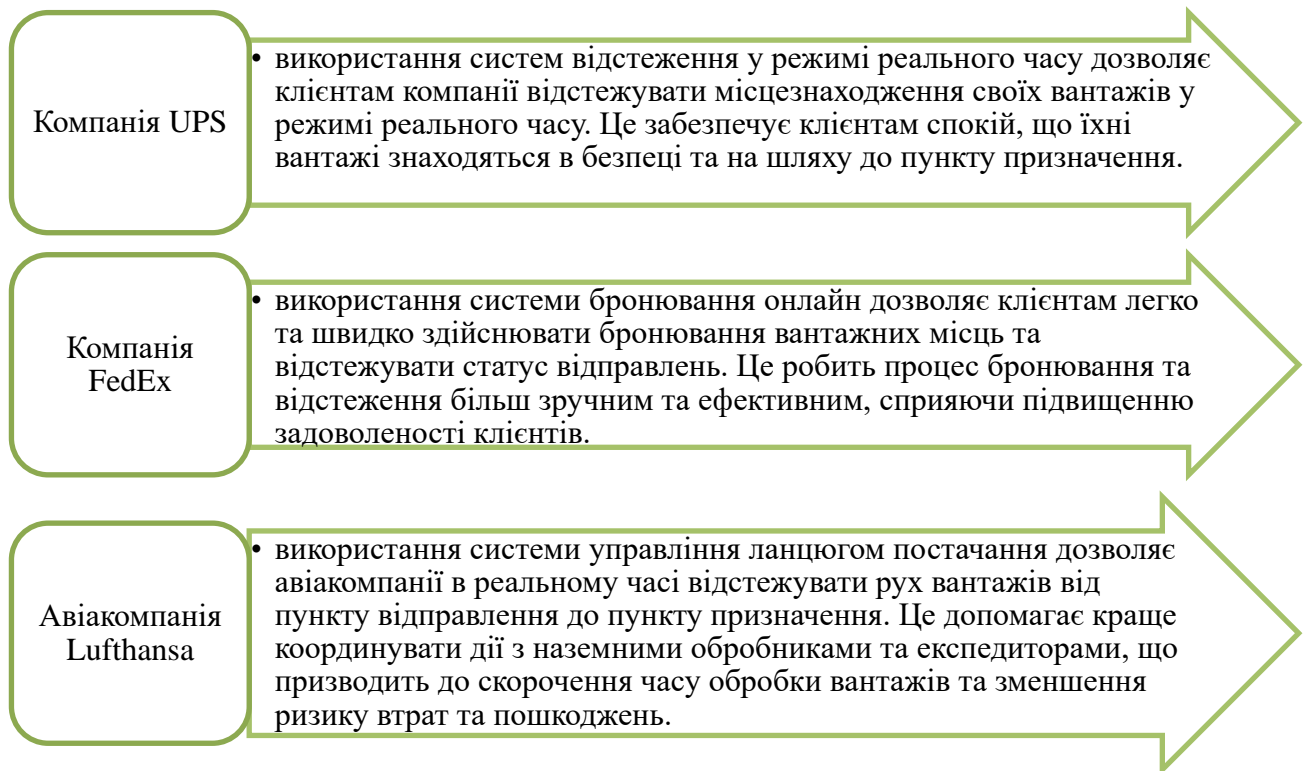 Компанія UPS
• використання систем відстеження у режимі реального часу дозволяє
клієнтам компанії відстежувати місцезнаходження своїх вантажів у
режимі реального часу. Це забезпечує клієнтам спокій, що їхні
вантажі знаходяться в безпеці та на шляху до пункту призначення.
Компанія
FedEx
• використання системи бронювання онлайн дозволяє клієнтам легко
та швидко здійснювати бронювання вантажних місць та
відстежувати статус відправлень. Це робить процес бронювання та
відстеження більш зручним та ефективним, сприяючи підвищенню
задоволеності клієнтів.
Авіакомпанія
Lufthansa
• використання системи управління ланцюгом постачання дозволяє
авіакомпанії в реальному часі відстежувати рух вантажів від
пункту відправлення до пункту призначення. Це допомагає краще
координувати дії з наземними обробниками та експедиторами, що
призводить до скорочення часу обробки вантажів та зменшення
ризику втрат та пошкоджень.